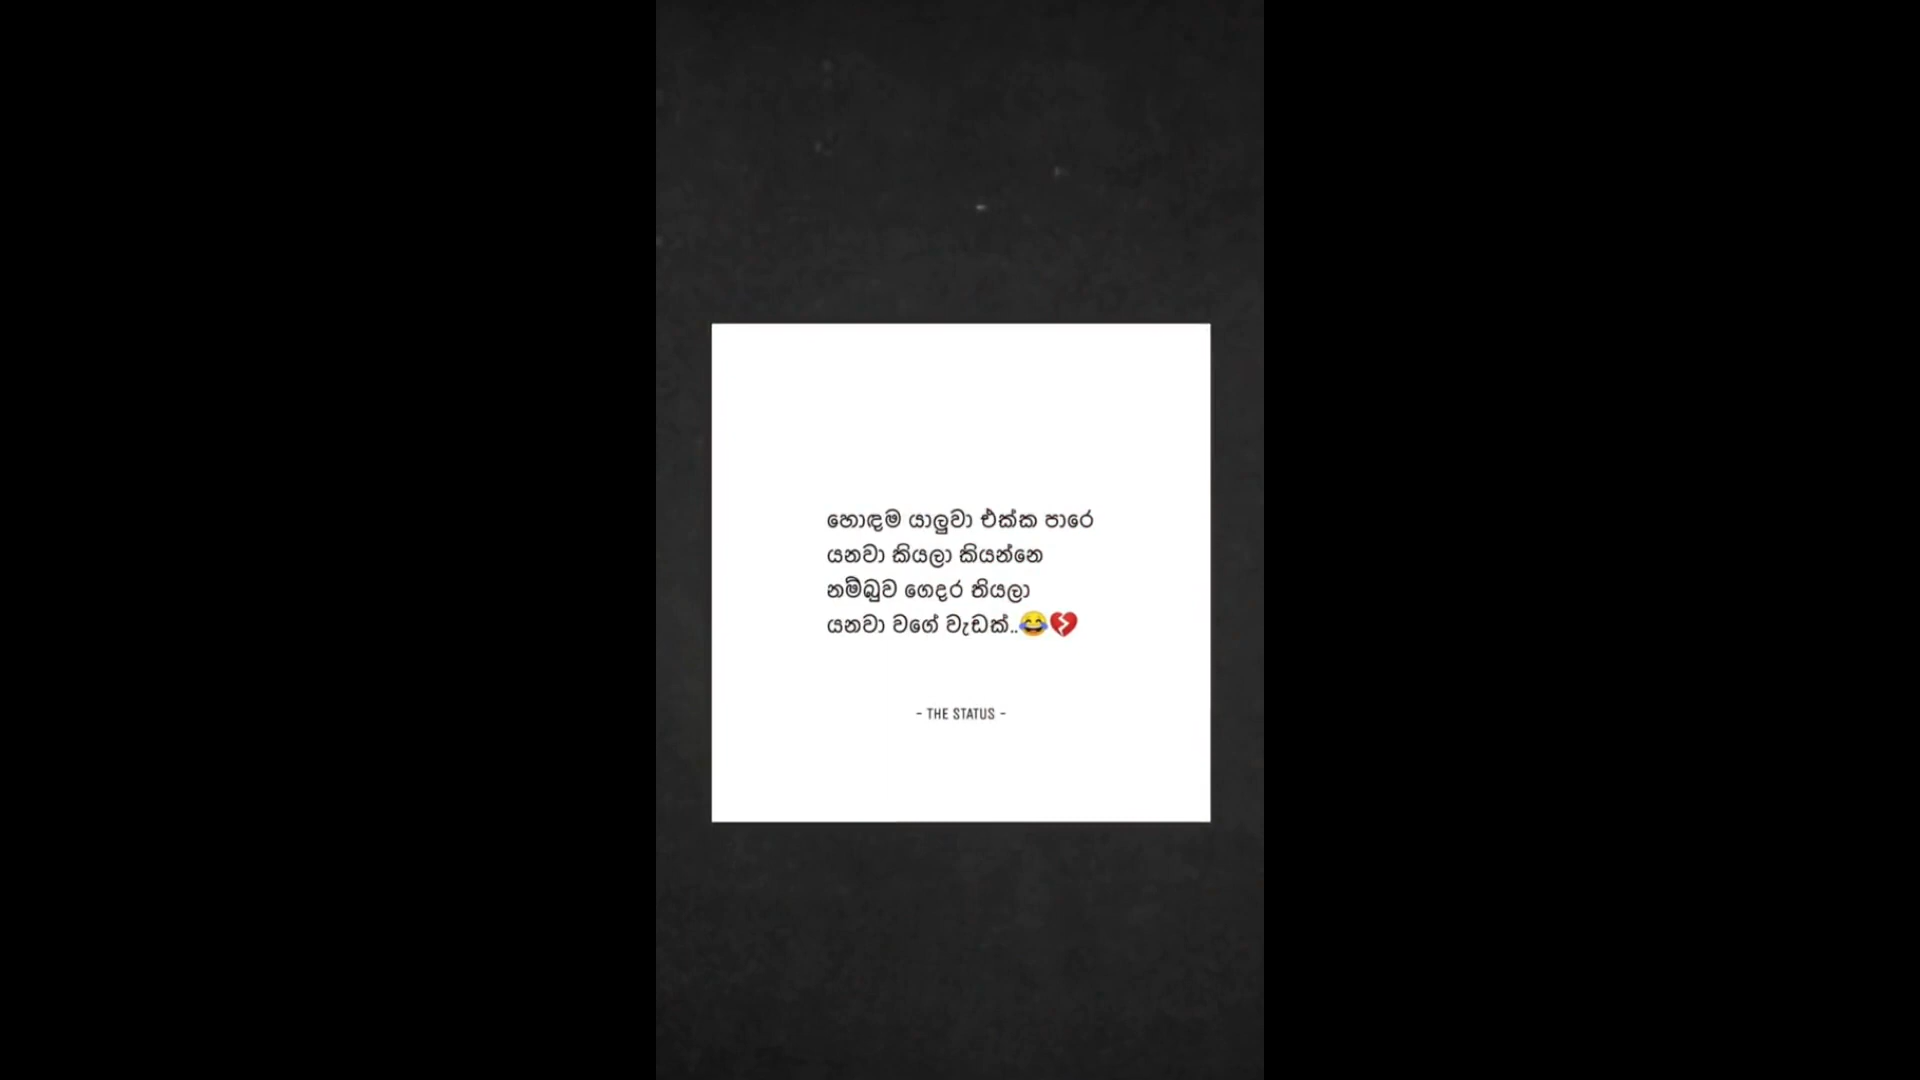 හොඳම යාලුවා එක්ක පාරෙ
යනවා කියලා කියන්නෙ
නම්බුව ගෙදර තියලා
යනවා වගේ වැඩක්..😂💔
- THE STATUS -